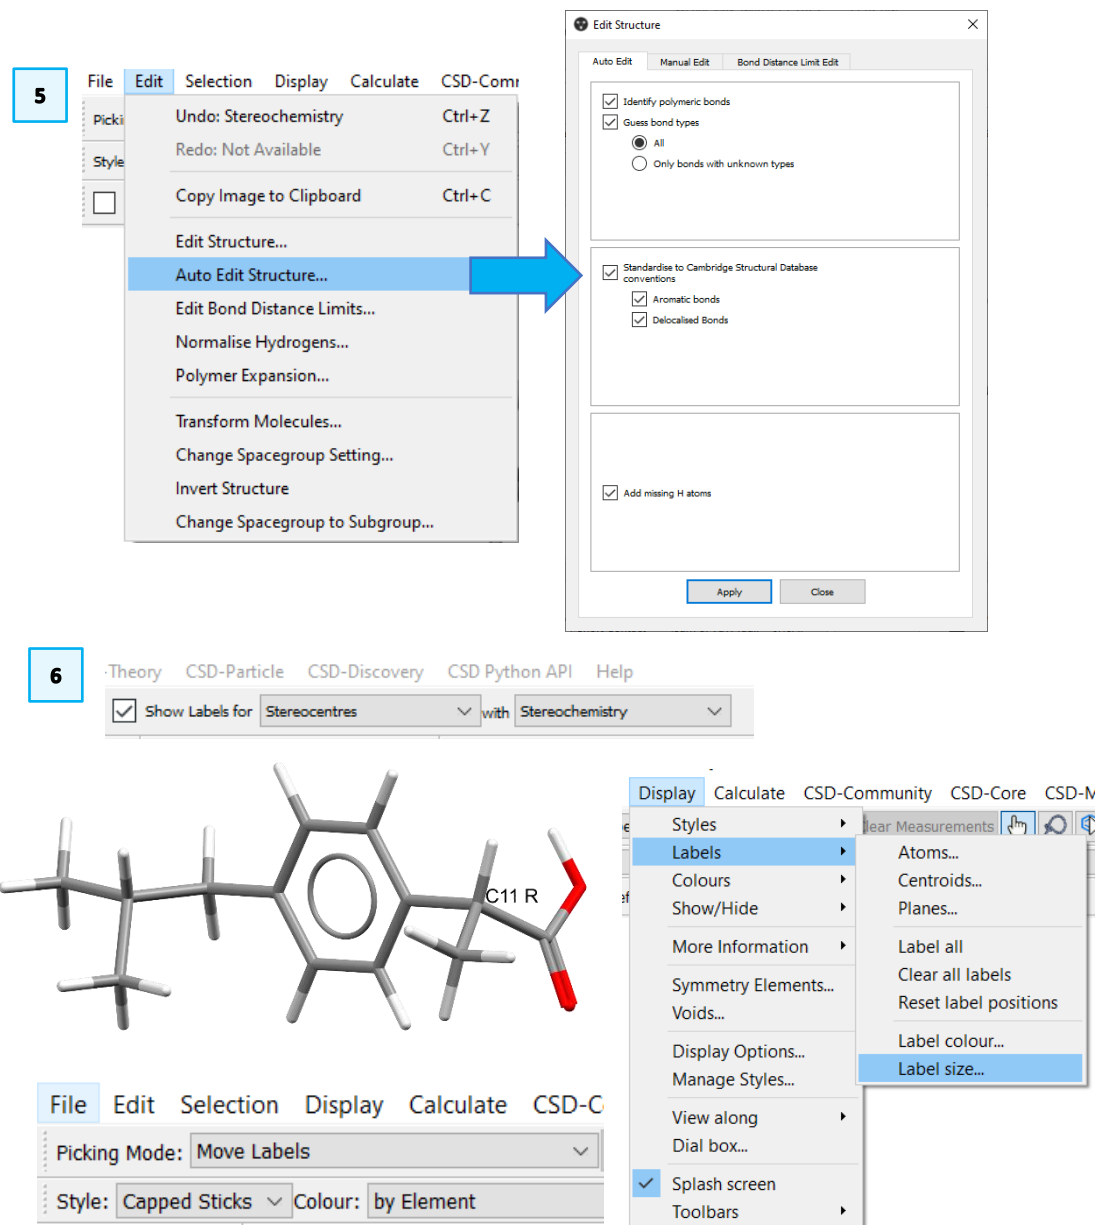 5
File Edit Selection Display Calculate CSD-Comm
Picki
Undo: Stereochemistry Ctrl+Z
Redo: Not Available Ctrl+Y
Style
Copy Image to Clipboard Ctrl+C
Edit Structure...
Auto Edit Structure...
Edit Bond Distance Limits...
Normalise Hydrogens...
Polymer Expansion...
Transform Molecules...
Change Spacegroup Setting...
Invert Structure
Change Spacegroup to Subgroup...
Edit Structure
Auto Edit Manual Edit Bond Distance Limit Edit
Identify polymeric bonds
Guess bond types
All
Only bonds with unknown types
Standardise to Cambridge Structural Database
conventions
Aromatic bonds
Delocalised Bonds
Add missing H atoms
Apply Close
6
-Theory CSD-Particle CSD-Discovery CSD Python API Help
Show Labels for Stereocentres with Stereochemistry
C11 R
Display Calculate CSD-Community CSD-Core CSD-M
Styles
lear Measurements
Labels
Colours
Show/Hide
More Information
Symmetry Elements...
Voids...
Display Options...
Manage Styles...
View along
Dial box...
Splash screen
Toolbars
Atoms...
Centroids...
Planes...
Label all
Clear all labels
Reset label positions
Label colour...
Label size...
File Edit Selection Display Calculate CSD-C
Picking Mode: Move Labels
Style: Capped Sticks Colour: by Element